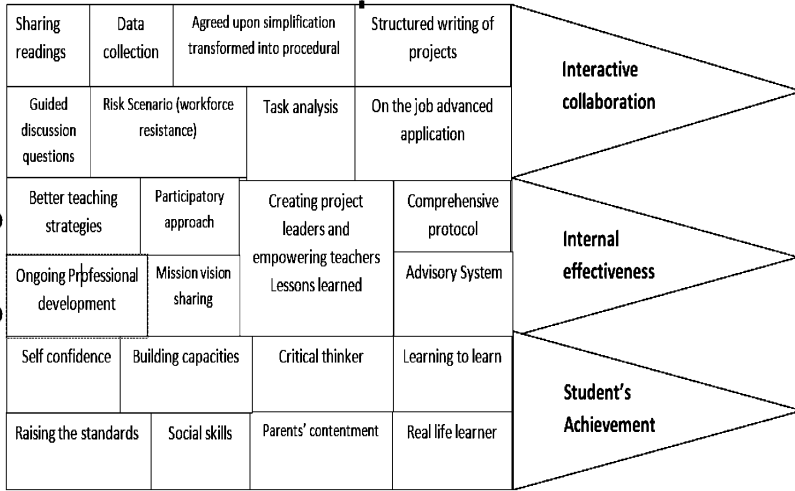 Sharing
readings
Data
collection
Agreed upon simplification
transformed into procedural
Structured writing of
projects
Interactive
collaboration
Guided
discussion
questions
Risk Scenario (workforce
resistance)
Task analysis
On the job advanced
application
Better teaching
strategies
Participatory
approach
Creating project
leaders and
empowering teachers
Lessons learned
Comprehensive
protocol
Internal
effectiveness
Ongoing Professional
development
Mission vision
sharing
Advisory System
Self confidence
Building capacities
Critical thinker
Learning to learn
Student's
Achievement
Raising the standards
Social skills
Parents' contentment
Real life learner